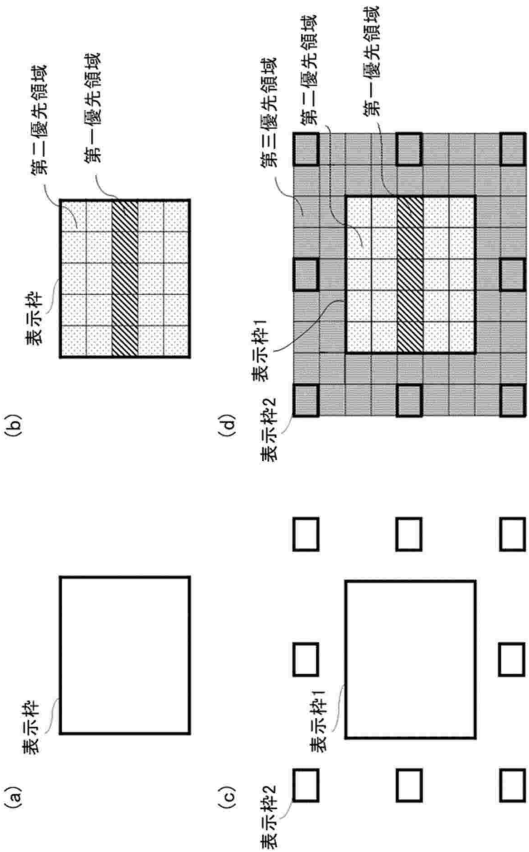 (a)
表示枠
(b)
表示枠
第二優先領域
第一優先領域
(c)
表示枠2
表示枠1
(d)
表示枠2
表示枠1
第三優先領域
第二優先領域
第一優先領域